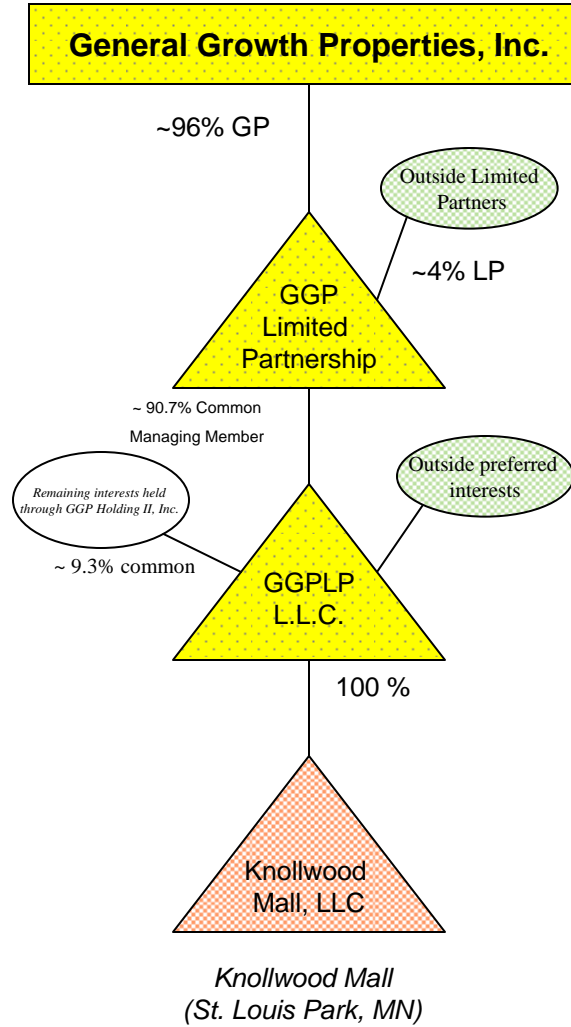 General Growth Properties, Inc.
~96% GP
Outside Limited
Partners
~4% LP
GGP
Limited
Partnership
~ 90.7% Common
Managing Member
Remaining interests held
through GGP Holding II, Inc.
~ 9.3% common
Outside preferred
interests
GGPLP
L.L.C.
100 %
Knollwood
Mall, LLC
Knollwood Mall
(St. Louis Park, MN)